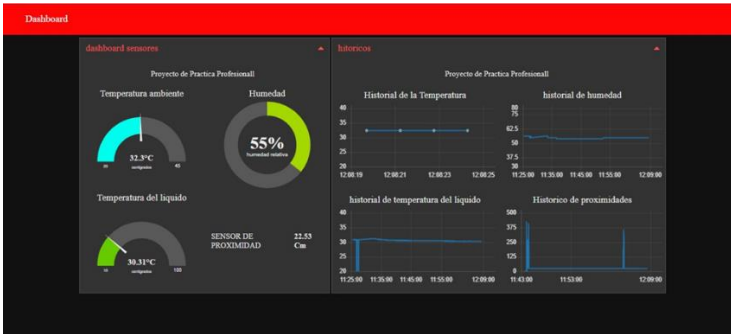 Dashboard
dashboard sensores
Proyecto de Practica Profesionall
Temperatura ambiente
32.3°C
centigrados
40
Humedad
55%
humedad relativa
Temperatura del liquido
30.31°C
centigrados
100
SENSOR DE
PROXIMIDAD
22.53
Cm
hitoricos
Proyecto de Practica Profesionall
Historial de la Temperatura
40
35
30
25
20
12:08:19 12:08:21 12:08:23 12:08:25
historial de humedad
80
75
62.5
50
37.5
30
11:25:00 11:35:00 11:45:00 11:55:00 12:09:00
historial de temperatura del liquido
40
35
30
25
20
11:25:00 11:35:00 11:45:00 11:55:00 12:09:00
Historico de proximidades
500
375
250
125
0
11:43:00 11:53:00 12:09:00